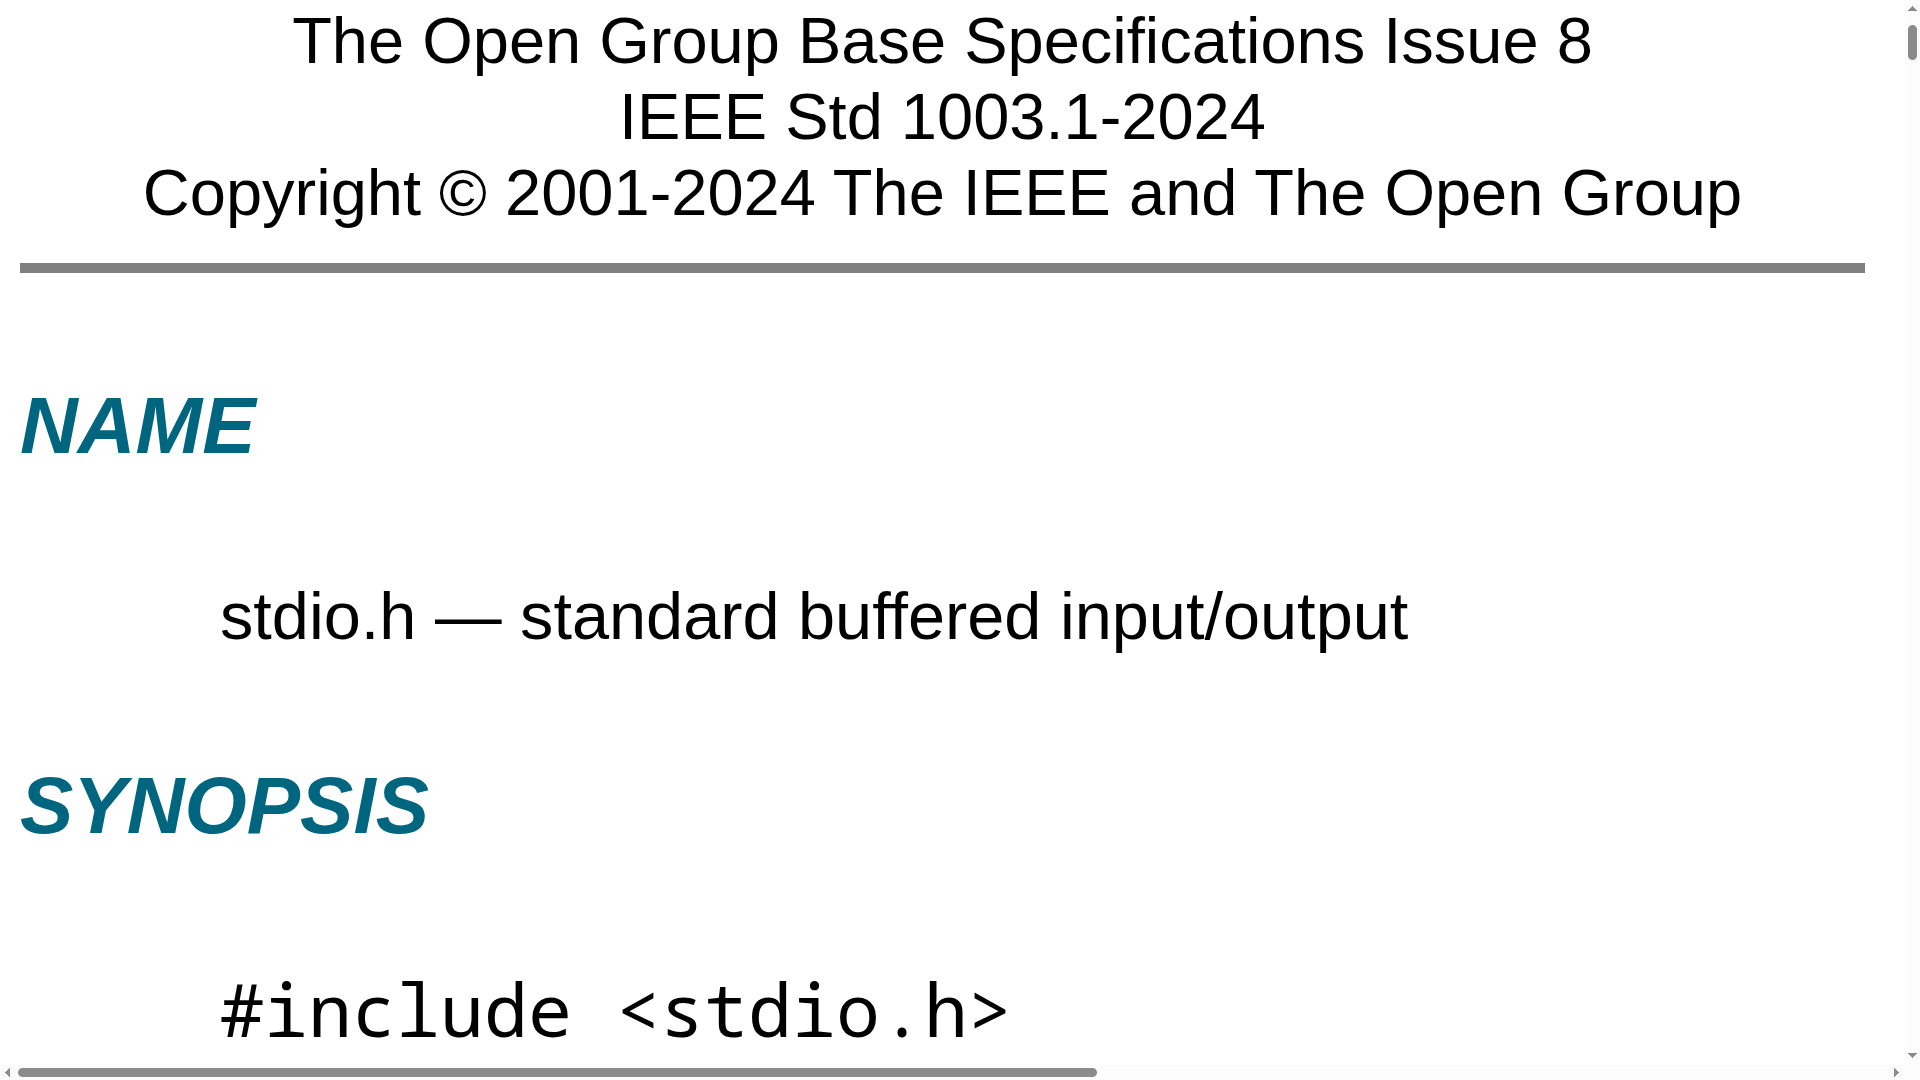 The Open Group Base Specifications Issue 8
IEEE Std 1003.1-2024
Copyright © 2001-2024 The IEEE and The Open Group
NAME
stdio.h — standard buffered input/output
SYNOPSIS
#include <stdio.h>